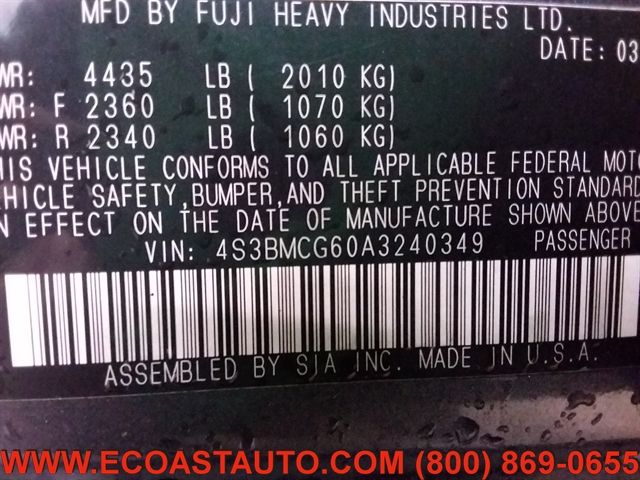 MFD BY FUJI HEAVY INDUSTRIES LTD.
DATE: 03
WR: 4435 LB ( 2010 KG)
WR: F 2360 LB ( 1070 KG)
WR: R 2340 LB ( 1060 KG)
HIS VEHICLE CONFORMS TO ALL APPLICABLE FEDERAL MOTO
EHICLE SAFETY,BUMPER,AND THEFT PREVENTION STANDARD
N EFFECT ON THE DATE OF MANUFACTURE SHOWN ABOVE
VIN: 4S3BMCG60A3240349 PASSENGER
ASSEMBLED BY SIA INC. MADE IN U.S.A.
WWW.ECOASTAUTO.COM (800) 869-0655